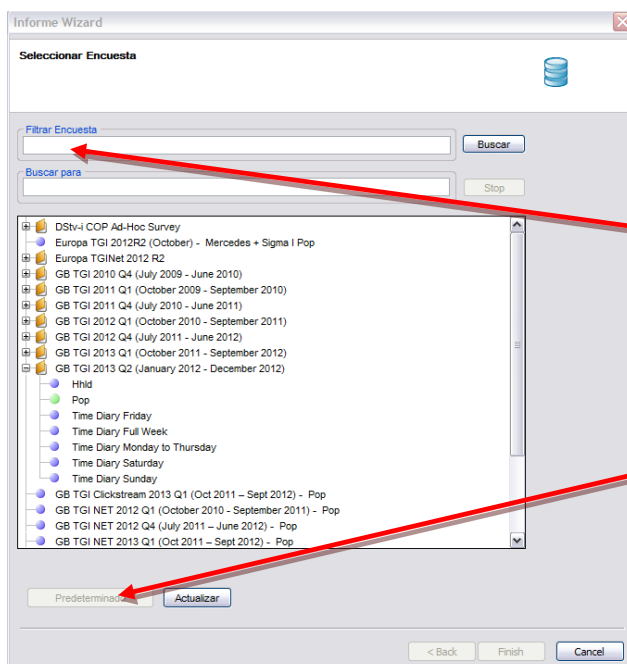 Informe Wizard
Seleccionar Encuesta
Filtrar Encuesta
Buscar
Buscar para
Stop
DStv-i COP Ad-Hoc Survey
Europa TGI 2012R2 (October) - Mercedes + Sigma I Pop
Europa TGINet 2012 R2
GB TGI 2010 Q4 (July 2009 - June 2010)
GB TGI 2011 Q1 (October 2009 - September 2010)
GB TGI 2011 Q4 (July 2010 - June 2011)
GB TGI 2012 Q1 (October 2010 - September 2011)
GB TGI 2012 Q4 (July 2011 - June 2012)
GB TGI 2013 Q1 (October 2011 - September 2012)
GB TGI 2013 Q2 (January 2012 - December 2012)
Hhld
Pop
Time Diary Friday
Time Diary Full Week
Time Diary Monday to Thursday
Time Diary Saturday
Time Diary Sunday
GB TGI Clickstream 2013 Q1 (Oct 2011 – Sept 2012) - Pop
GB TGI NET 2012 Q1 (October 2010 - September 2011) - Pop
GB TGI NET 2012 Q4 (July 2011 – June 2012) - Pop
GB TGI NET 2013 Q1 (Oct 2011 – Sept 2012) - Pop
Actualizar
< Back
Finish
Cancel